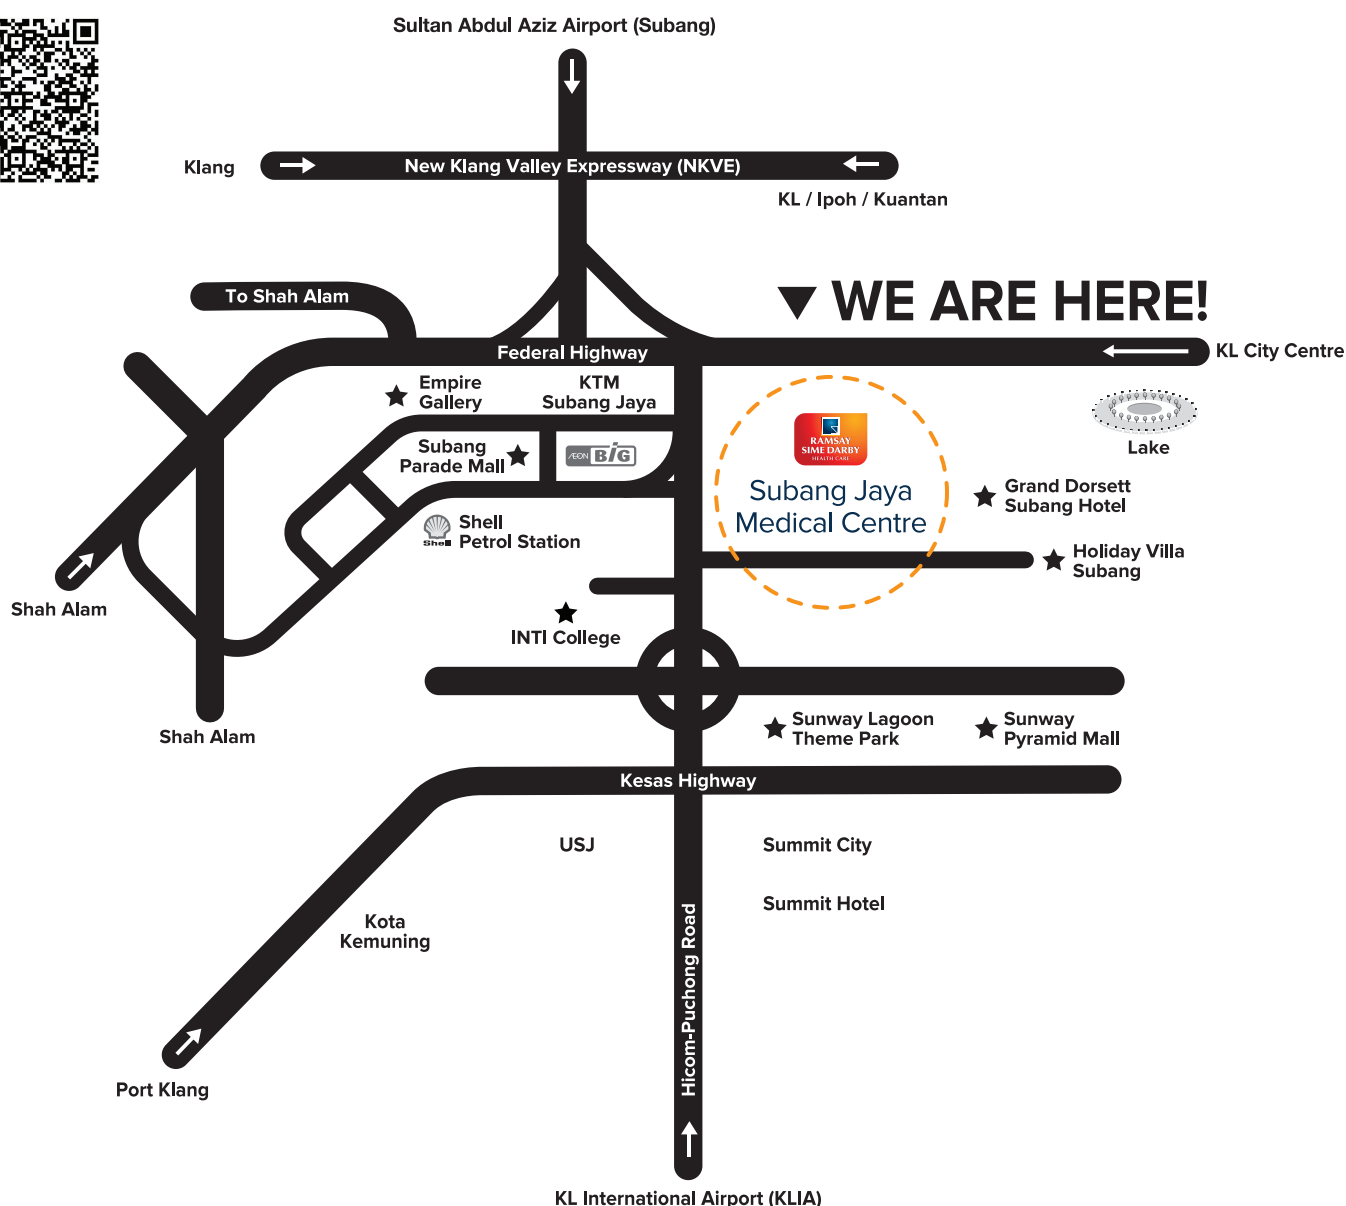 Sultan Abdul Aziz Airport (Subang)
Klang
New Klang Valley Expressway (NKVE)
KL / Ipoh / Kuantan
To Shah Alam
WE ARE HERE!
Federal Highway
KL City Centre
Empire
Gallery
KTM
Subang Jaya
RAMSAY
SIME DARBY
HEALTH CARE
Lake
Subang
Parade Mall
ÆON BiG
Subang Jaya
Medical Centre
Grand Dorsett
Subang Hotel
Shell
Shell
Petrol Station
Holiday Villa
Subang
Shah Alam
INTI College
Shah Alam
Sunway Lagoon
Theme Park
Sunway
Pyramid Mall
Kesas Highway
USJ
Summit City
Summit Hotel
Kota
Kemuning
Hicom-Puchong Road
Port Klang
KL International Airport (KLIA)